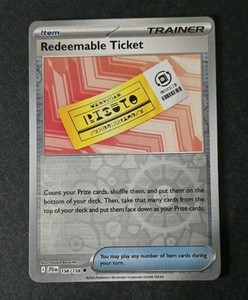 Item
TRAINER
Redeemable Ticket
Count your Prize cards, shuffle them, and put them on the
bottom of your deck. Then, take that many cards from the
top of your deck and put them face down as your Prize cards.
You may play any number of Item cards during
your turn.
156/159